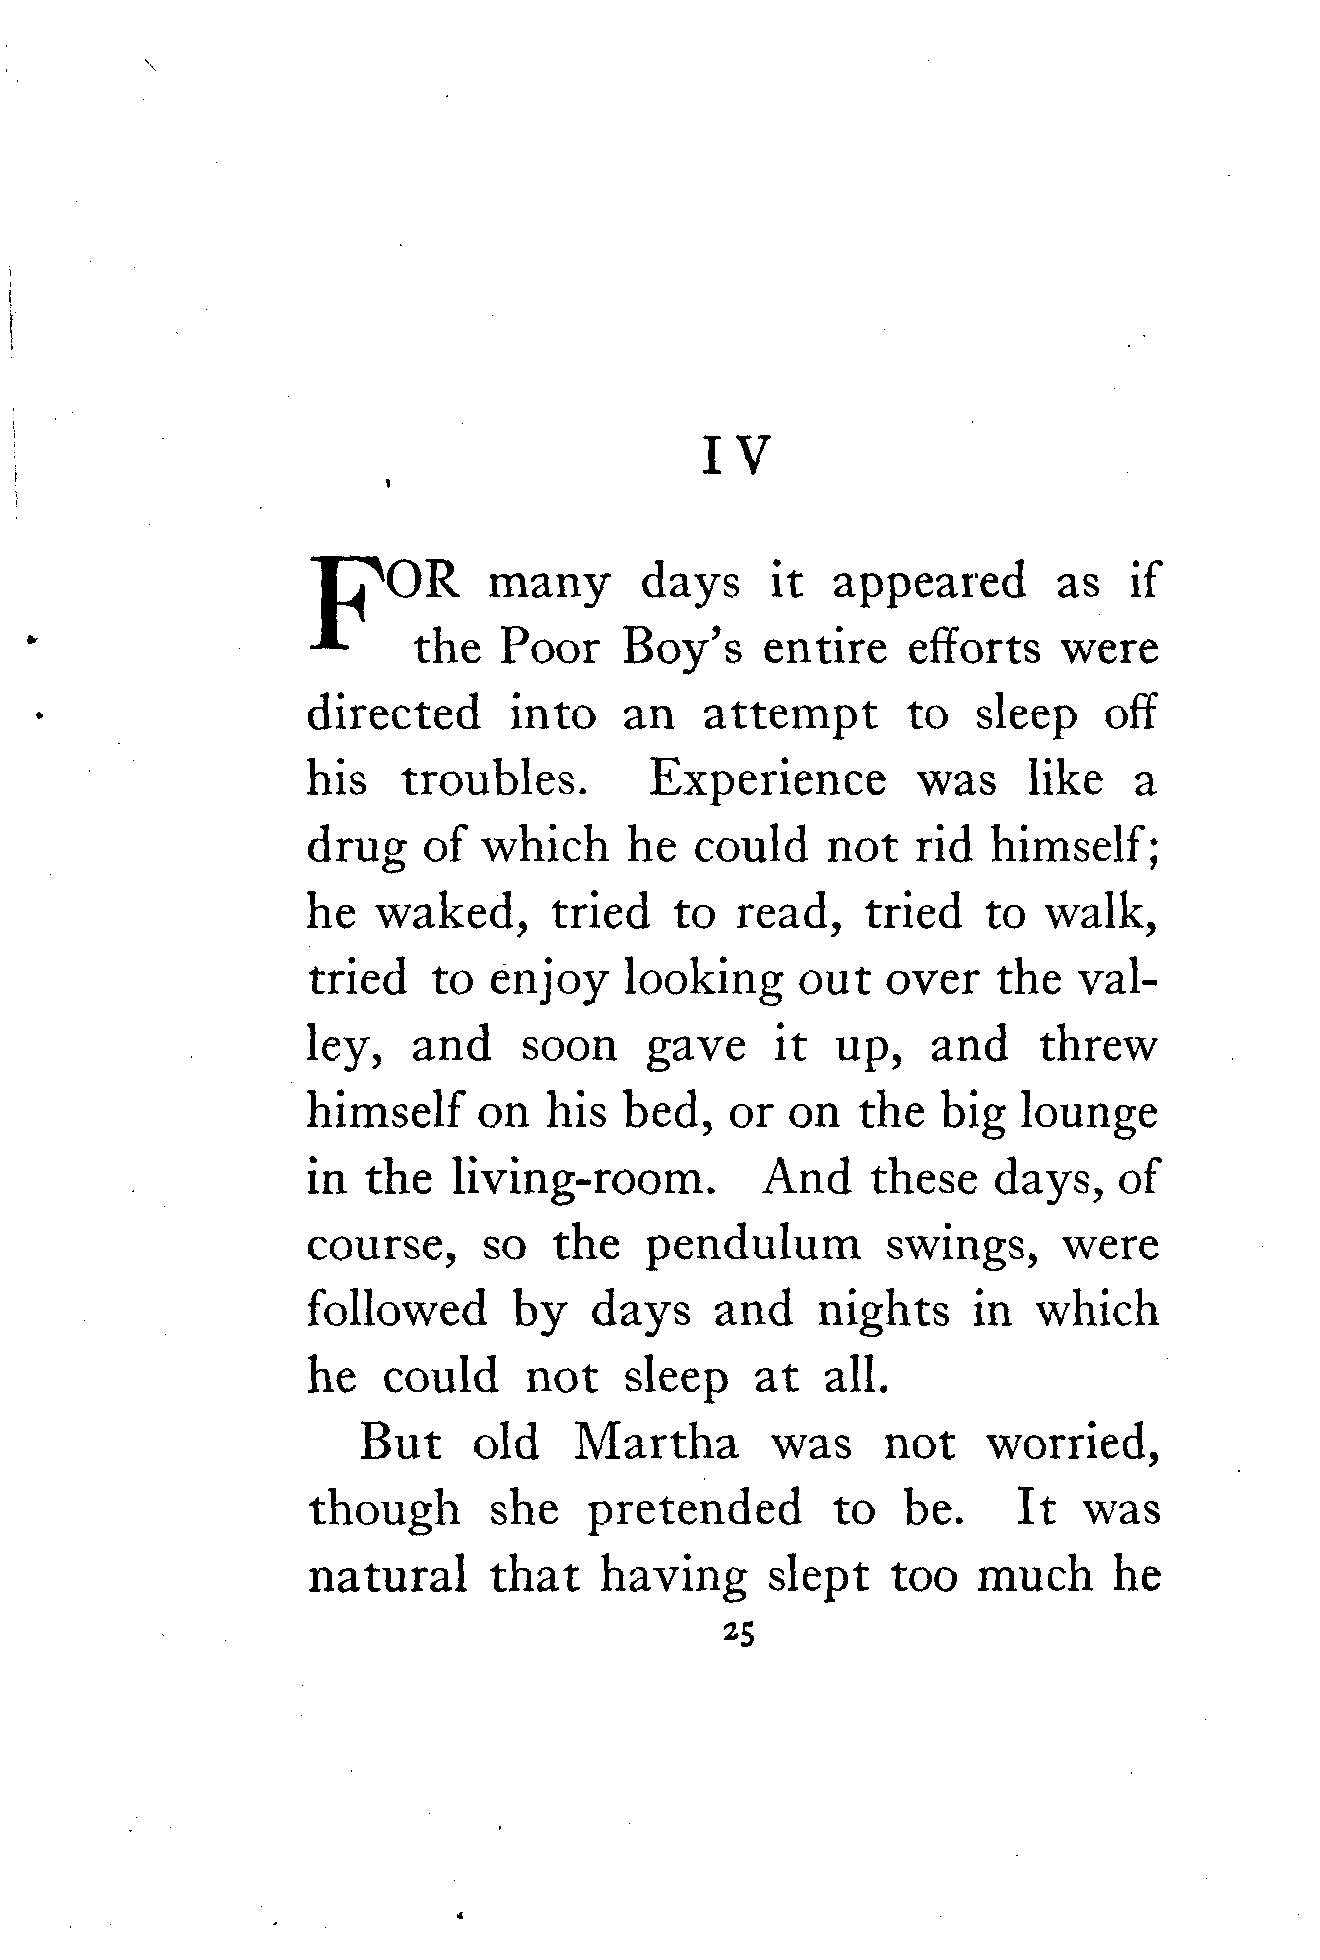 IV
FOR many days it appeared as if
the Poor Boy's entire efforts were
directed into an attempt to sleep off
his troubles. Experience was like a
drug of which he could not rid himself;
he waked, tried to read, tried to walk,
tried to enjoy looking out over the val-
ley, and soon gave it up, and threw
himself on his bed, or on the big lounge
in the living-room. And these days, of
course, so the pendulum swings, were
followed by days and nights in which
he could not sleep at all.
But old Martha was not worried,
though she pretended to be. It was
natural that having slept too much he
25